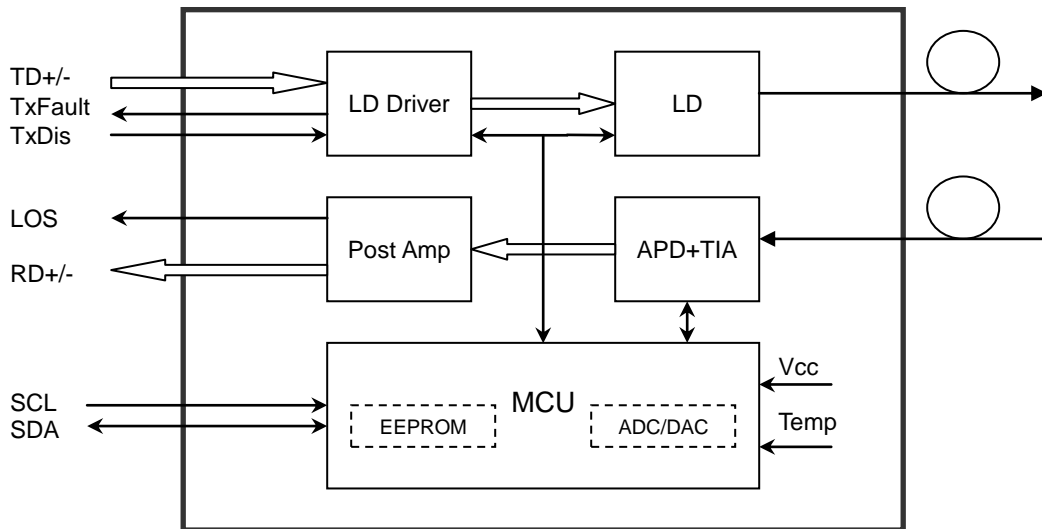 TD+/-
TxFault
TxDis
LD Driver
LD
LOS
RD+/-
Post Amp
APD+TIA
SCL
SDA
MCU
EEPROM
ADC/DAC
Vcc
Temp